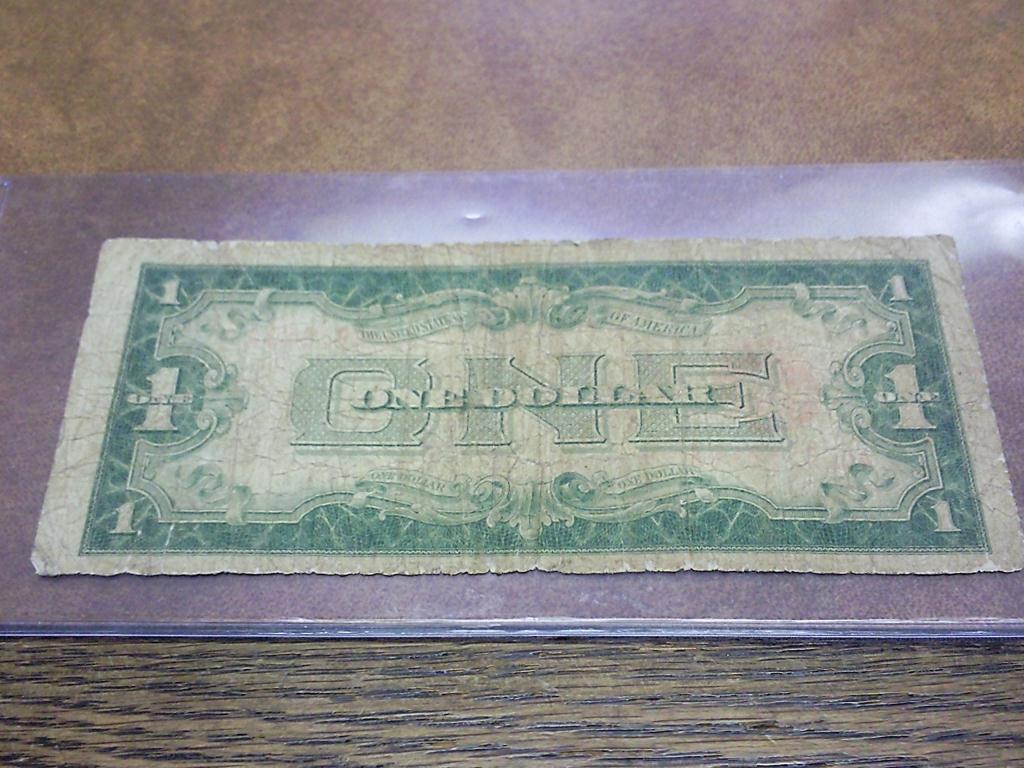 1 1
THE UNITED STATES OF AMERICA
ONE
ONE DOLLAR
1 ONE 1 ONE
ONE DOLLAR ONE DOLLAR
1 1